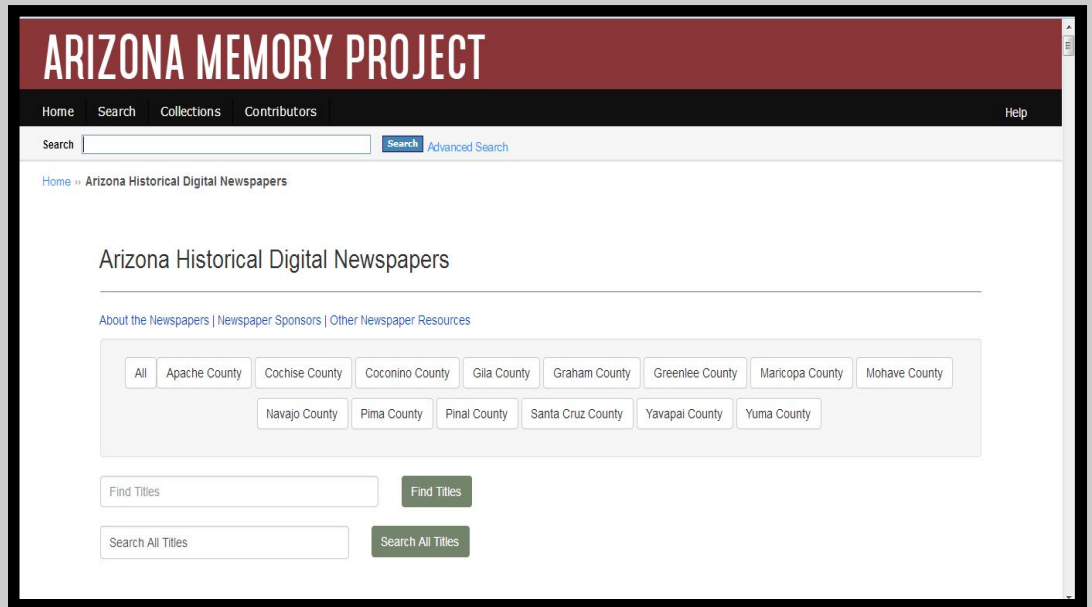 ARIZONA MEMORY PROJECT
Home Search Collections Contributors Help
Search Search Advanced Search
Home » Arizona Historical Digital Newspapers
Arizona Historical Digital Newspapers
About the Newspapers | Newspaper Sponsors | Other Newspaper Resources
All Apache County Cochise County Coconino County Gila County Graham County Greenlee County Maricopa County Mohave County
Navajo County Pima County Pinal County Santa Cruz County Yavapai County Yuma County
Find Titles Find Titles
Search All Titles Search All Titles